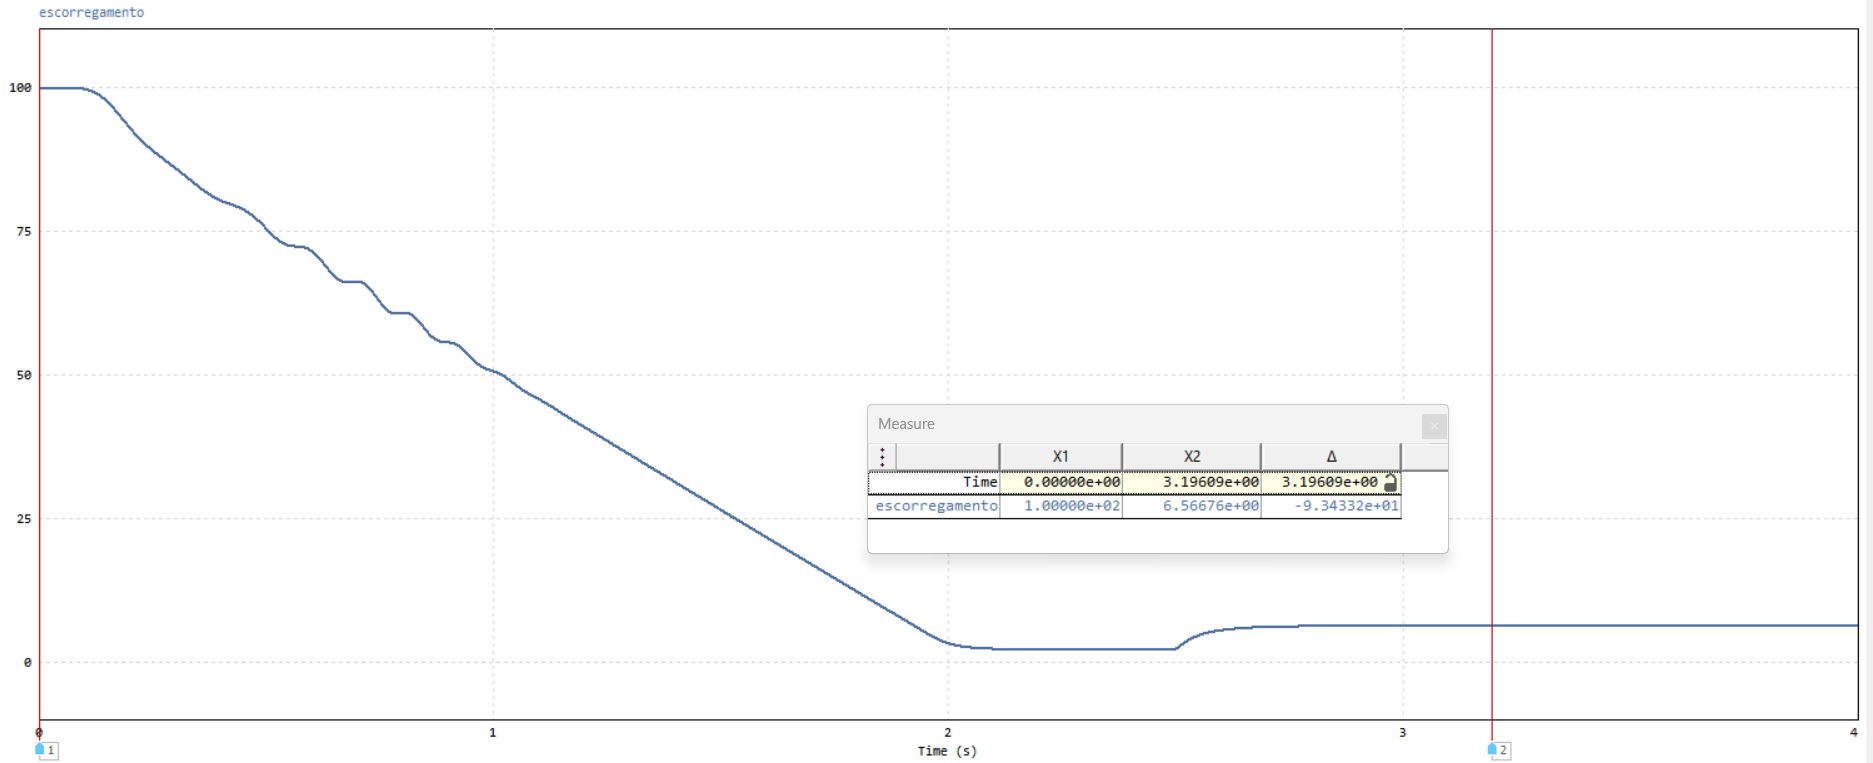 escorregamento
100
75
50
25
0
Measure
X1 X2 Δ
Time 0.00000e+00 3.19609e+00 3.19609e+00
escorregamento 1.00000e+02 6.56676e+00 -9.34332e+01
0 1 2 3 4
Time (s)
1 2